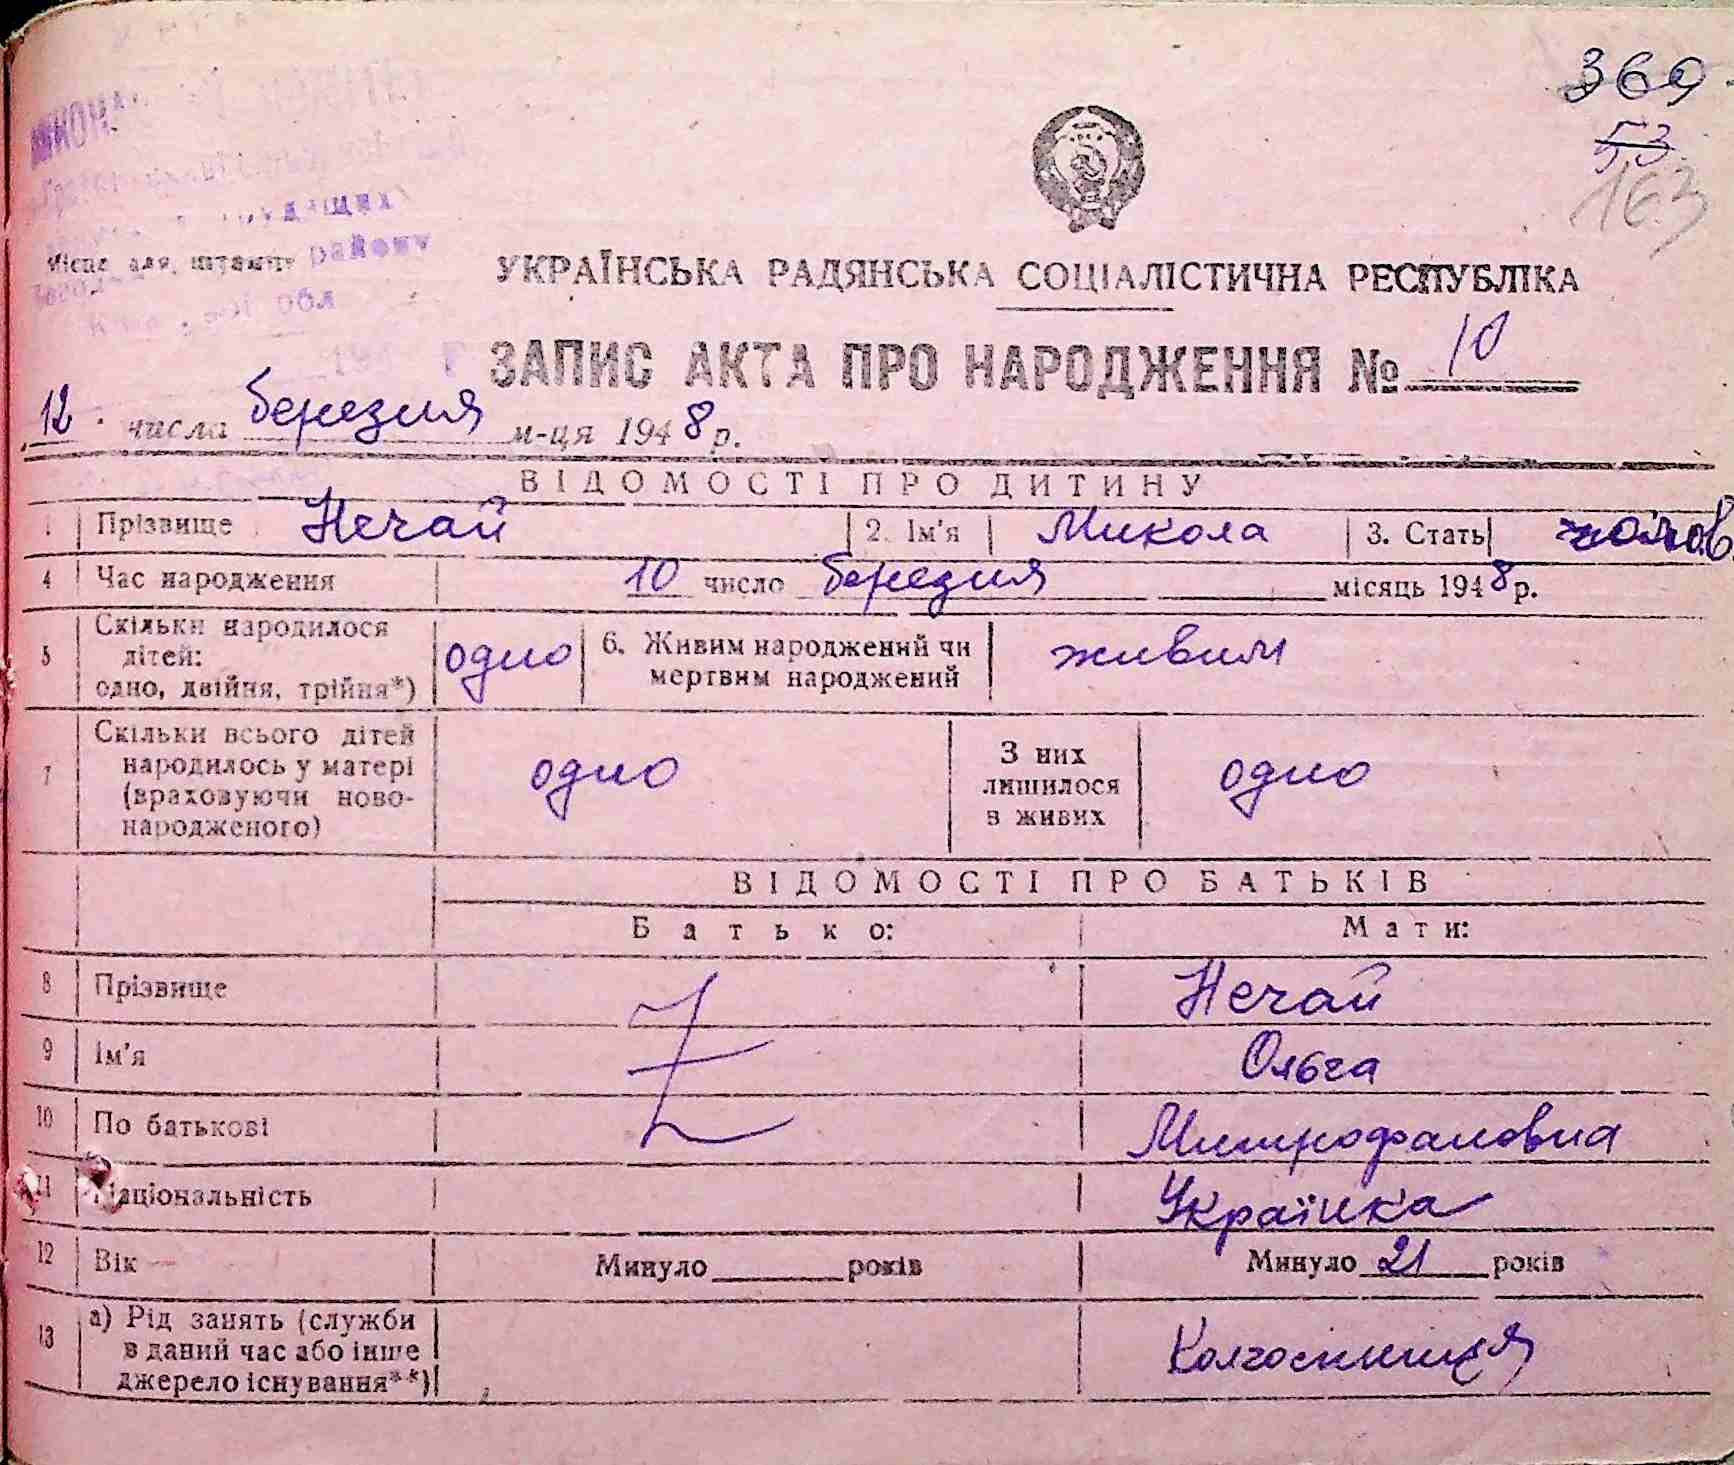 369
53
163
трудящих
Місце для штампу району
обл
УКРАЇНСЬКА РАДЯНСЬКА СОЦІАЛІСТИЧНА РЕСПУБЛІКА
ЗАПИС АКТА ПРО НАРОДЖЕННЯ № 10
12 числа березня м-ця 1948 р.
ВІДОМОСТІ ПРО ДИТИНУ
1 Прізвище Нечай 2. Ім'я Микола 3. Стать чолов.
4 Час народження 10 число березня місяць 1948 р.
5 Скільки народилося
дітей:
одно, двійня, трійня*) одно 6. Живим народжений чи
мертвим народжений живим
7 Скільки всього дітей
народилось у матері
(враховуючи ново-
народженого) одно З них
лишилося
в живих одно
ВІДОМОСТІ ПРО БАТЬКІВ
Батько: Мати:
8 Прізвище Нечай
9 Ім'я Ольга
10 По батькові Митрофановна
11 Національність Українка
12 Вік Минуло років Минуло 21 років
13 а) Рід занять (служби
в даний час або інше
джерело існування**) Колгоспниця